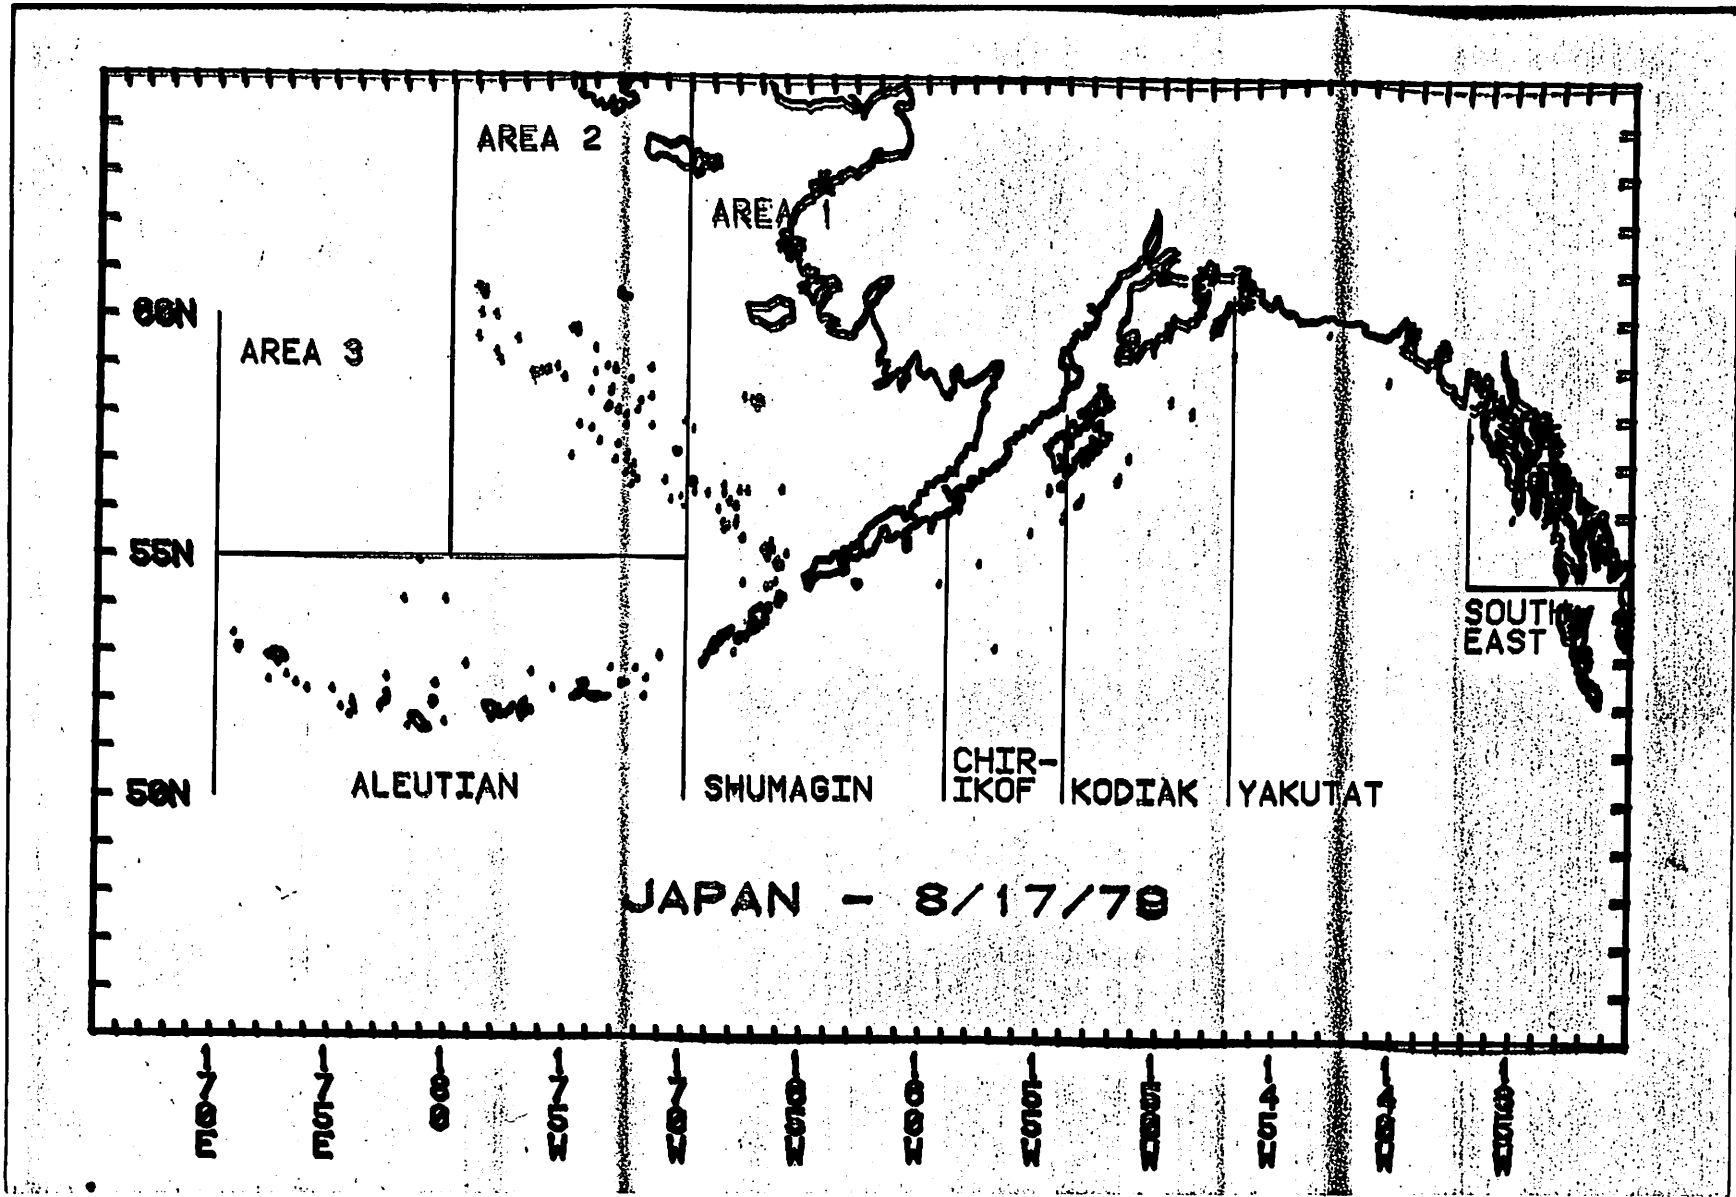 AREA 2
AREA 1
60N
AREA 3
55N
SOUTH
EAST
50N
ALEUTIAN
SHUMAGIN
CHIR-
IKOF
KODIAK
YAKUTAT
JAPAN - 8/17/78
170E
175E
180
175W
170W
165W
160W
155W
150W
145W
140W
135W